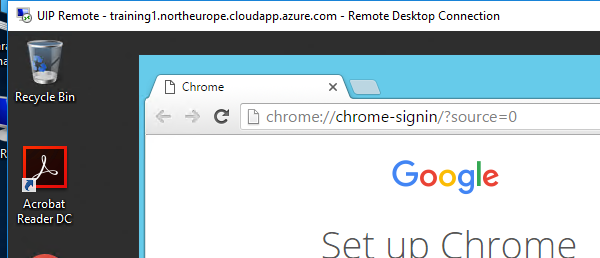 UIP Remote - training1.northeurope.cloudapp.azure.com - Remote Desktop Connection
Recycle Bin
Chrome
chrome://chrome-signin/?source=0
Acrobat
Reader DC
Google
Set up Chrome